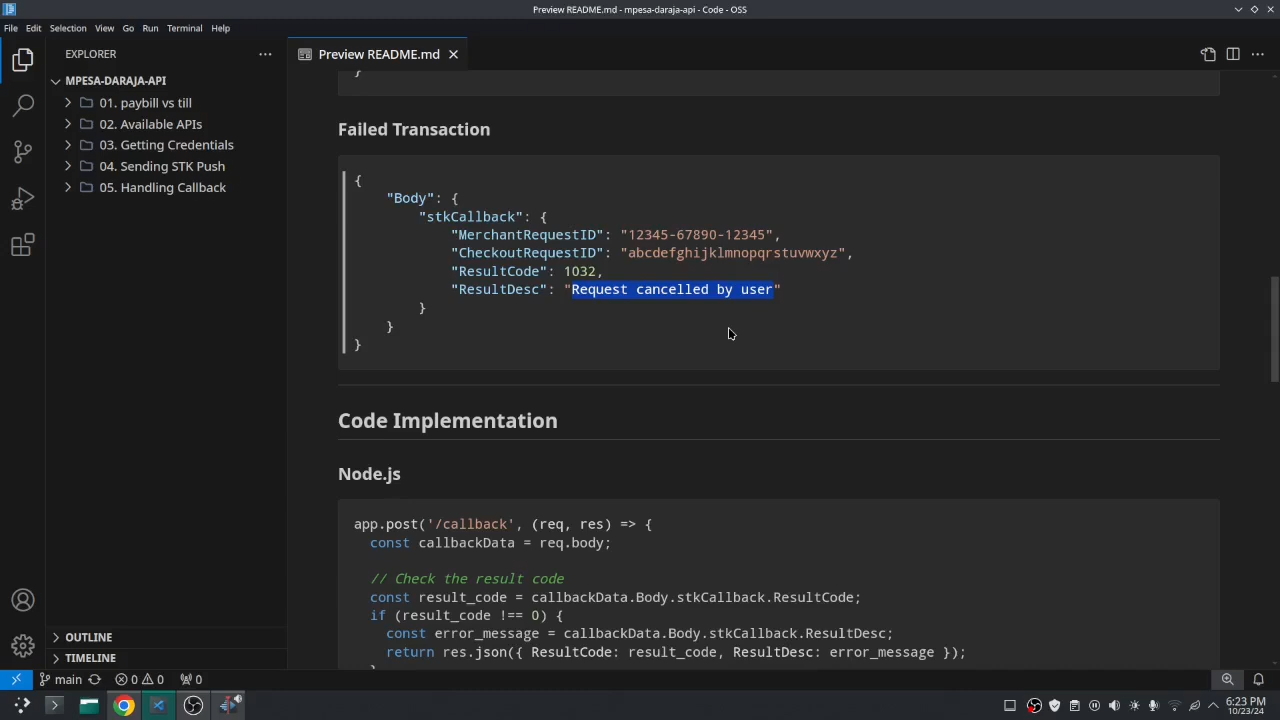 Preview README.md - mpesa-daraja-api - Code - OSS
File Edit Selection View Go Run Terminal Help
EXPLORER
Preview README.md
MPESA-DARAJA-API
01. paybill vs till
02. Available APIs
03. Getting Credentials
04. Sending STK Push
05. Handling Callback
}
Failed Transaction
{
"Body": {
"stkCallback": {
"MerchantRequestID": "12345-67890-12345",
"CheckoutRequestID": "abcdefghijklmnopqrstuvwxyz",
"ResultCode": 1032,
"ResultDesc": "Request cancelled by user"
}
}
}
Code Implementation
Node.js
app.post('/callback', (req, res) => {
const callbackData = req.body;
// Check the result code
const result_code = callbackData.Body.stkCallback.ResultCode;
if (result_code !== 0) {
const error_message = callbackData.Body.stkCallback.ResultDesc;
return res.json({ ResultCode: result_code, ResultDesc: error_message });
}
OUTLINE
TIMELINE
main 0 0 0
6:23 PM
10/23/24